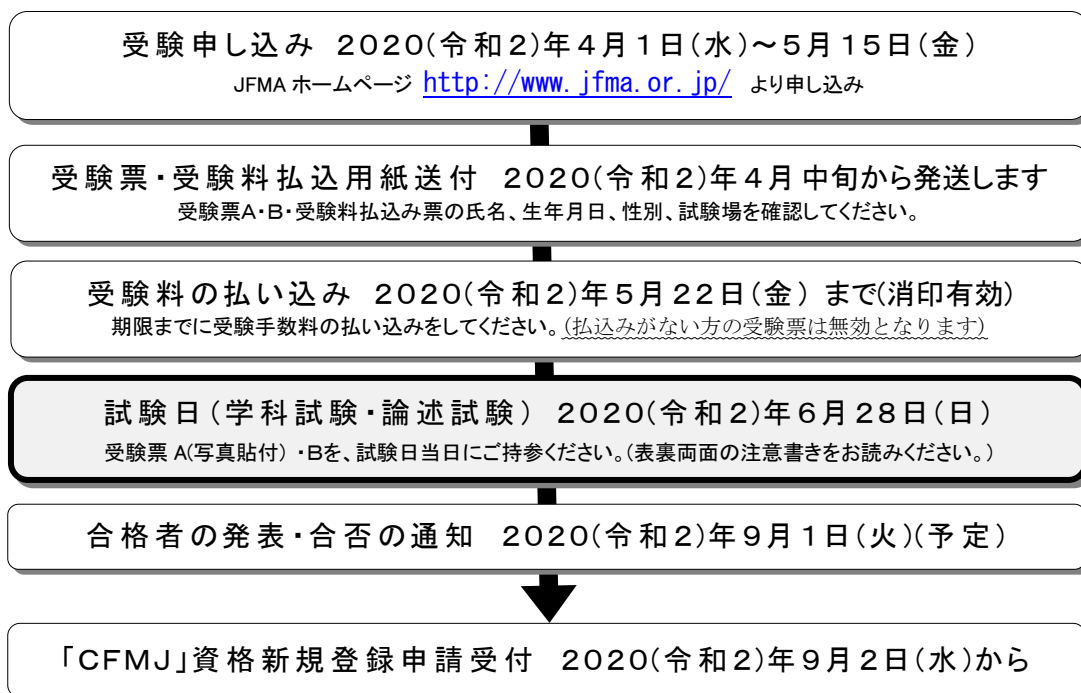 受験申し込み 2020(令和2)年4月1日(水)～5月15日(金)
JFMA ホームページ http://www.jfma.or.jp/ より申し込み
受験票・受験料払込用紙送付 2020(令和2)年4月中旬から発送します
受験票A・B・受験料払込み票の氏名、生年月日、性別、試験場を確認してください。
受験料の払い込み 2020(令和2)年5月22日(金) まで(消印有効)
期限までに受験手数料の払い込みをしてください。(払込みがない方の受験票は無効となります)
試験日(学科試験・論述試験) 2020(令和2)年6月28日(日)
受験票 A(写真貼付)・Bを、試験日当日にご持参ください。(表裏両面の注意書きをお読みください。)
合格者の発表・合否の通知 2020(令和2)年9月1日(火)(予定)
「CFMJ」資格新規登録申請受付 2020(令和2)年9月2日(水)から